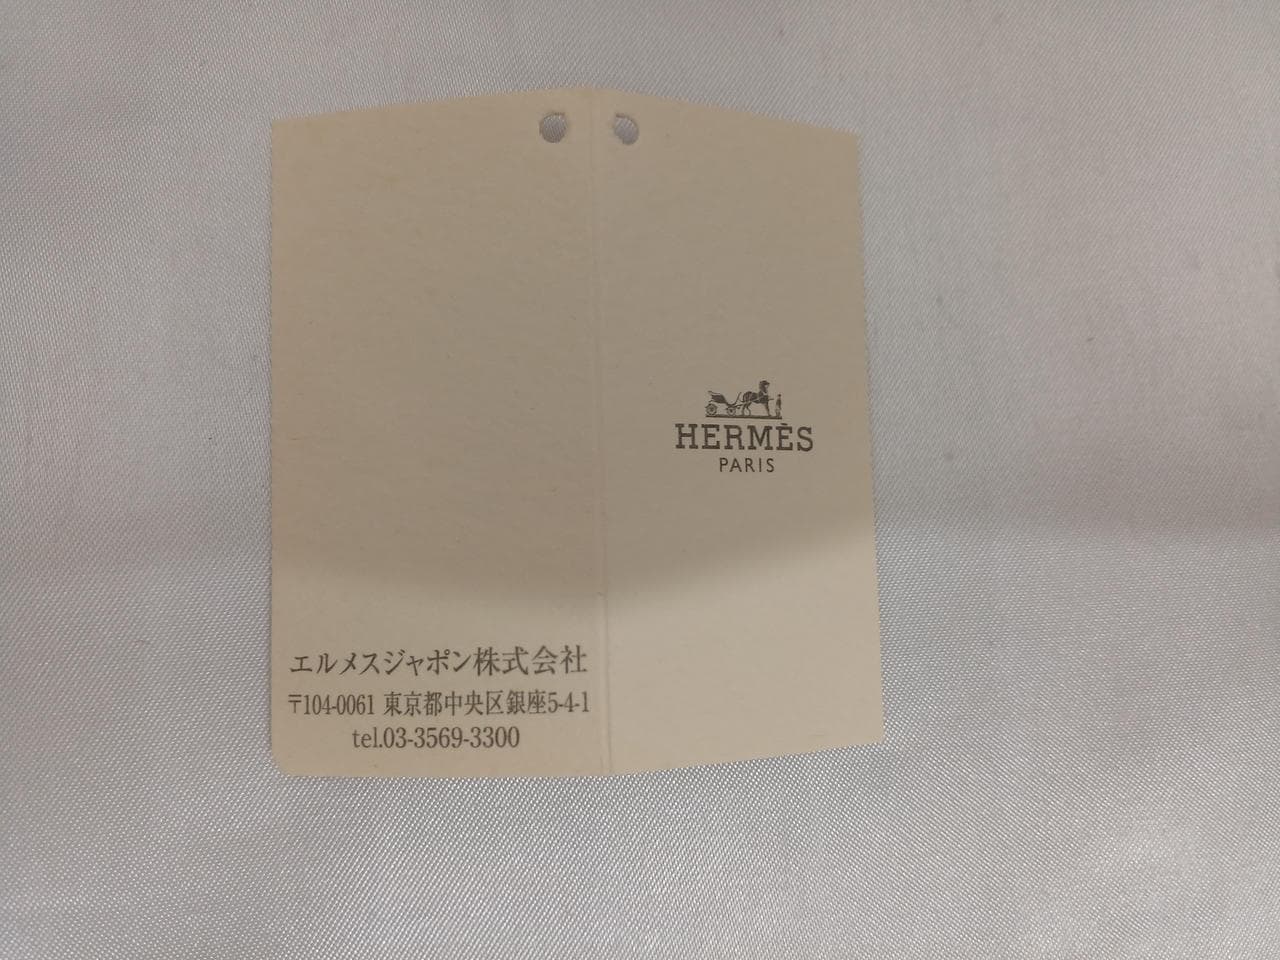 HERMÈS
PARIS
エルメスジャポン株式会社
〒104-0061 東京都中央区銀座5-4-1
tel.03-3569-3300